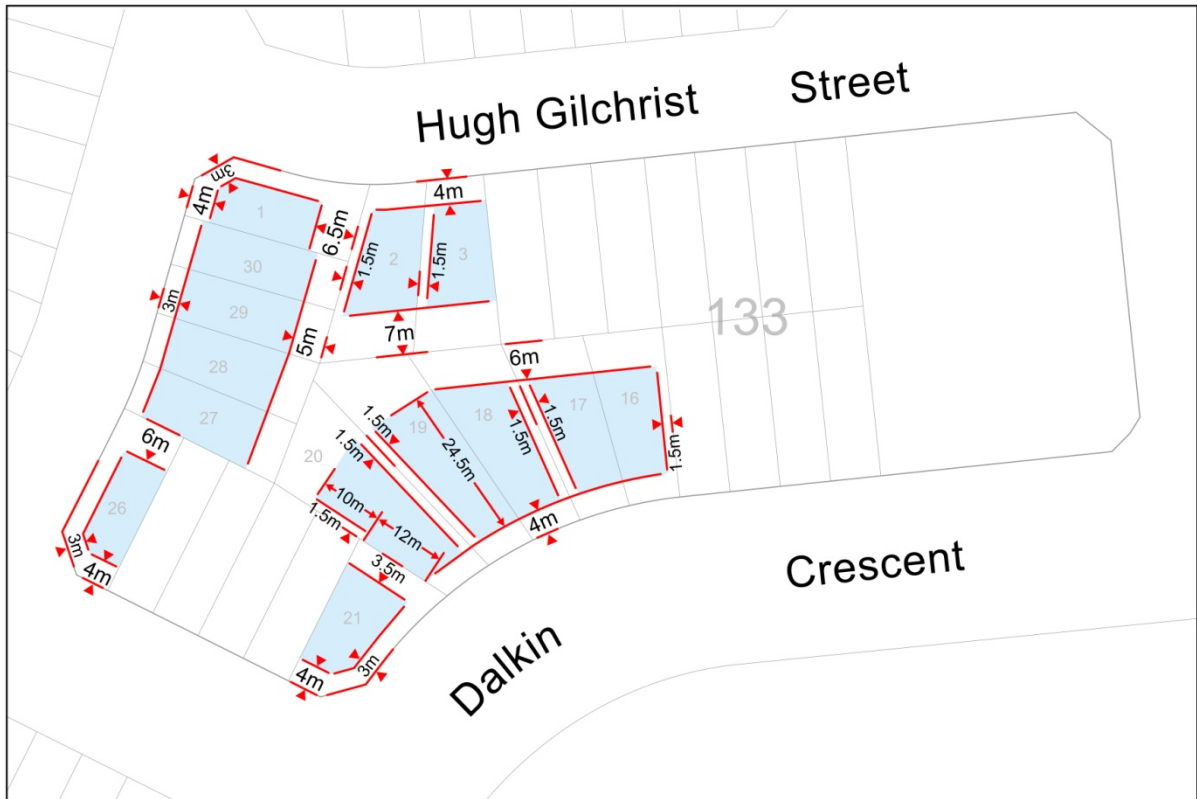 Hugh Gilchrist Street
3m
4m
1
6.5m
4m
2
3
1.5m
1.5m
30
3m
29
5m
7m
133
6m
28
27
1.5m
19
18
17
16
1.5m
1.5m
1.5m
24.5m
1.5m
6m
20
10m
1.5m
12m
4m
26
3m
4m
3.5m
21
4m
3m
Dalkin Crescent